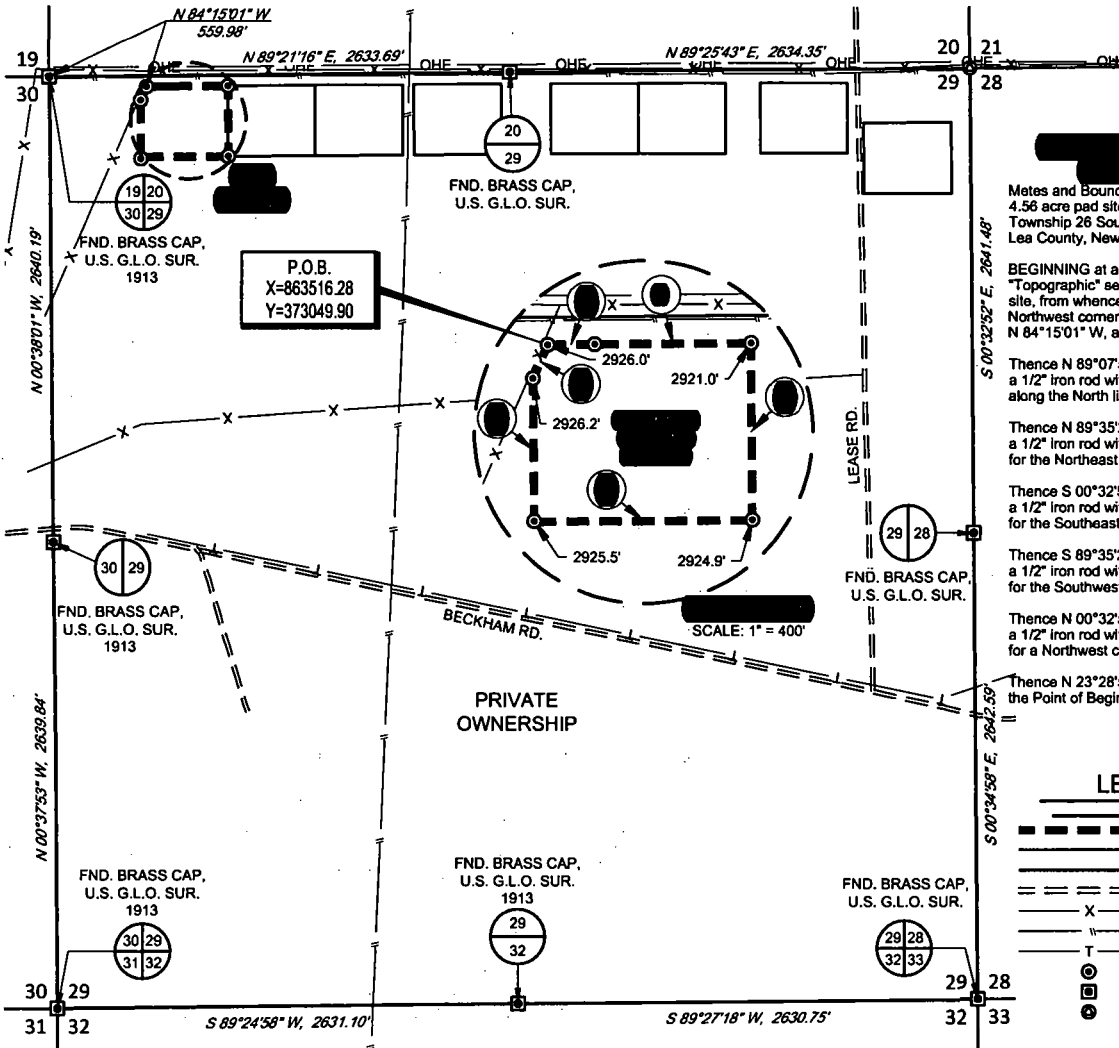 N 84°15'01" W
559.98'
19
30
N 89°21'16" E, 2633.69'
N 89°25'43" E, 2634.35'
20 21
29 28
X OHE X OHE X OHE X OHE X OHE X
20
29
FND. BRASS CAP,
U.S. G.L.O. SUR.
19 20
30 29
FND. BRASS CAP,
U.S. G.L.O. SUR.
1913
N 00°38'01" W, 2640.19'
P.O.B.
X=863516.28
Y=373049.90
2926.0'
2921.0'
2926.2'
2925.5'
2924.9'
SCALE: 1" = 400'
LEASE RD.
S 00°32'52" E, 2641.48'
Metes and Bound
4.56 acre pad site
Township 26 Sou
Lea County, New
BEGINNING at a
"Topographic" se
site, from whence
Northwest corner
N 84°15'01" W, a
Thence N 89°07'
a 1/2" iron rod wi
along the North li
Thence N 89°35'
a 1/2" iron rod wi
for the Northeast
Thence S 00°32'
a 1/2" iron rod wi
for the Southeast
Thence S 89°35'
a 1/2" iron rod wi
for the Southwes
Thence N 00°32'
a 1/2" iron rod wi
for a Northwest c
Thence N 23°28'
the Point of Begi
29 28
FND. BRASS CAP,
U.S. G.L.O. SUR.
30 29
FND. BRASS CAP,
U.S. G.L.O. SUR.
1913
BECKHAM RD.
PRIVATE
OWNERSHIP
N 00°37'53" W, 2639.84'
S 00°34'58" E, 2642.59'
LE
X
T
FND. BRASS CAP,
U.S. G.L.O. SUR.
1913
30 29
31 32
FND. BRASS CAP,
U.S. G.L.O. SUR.
1913
29
32
FND. BRASS CAP,
U.S. G.L.O. SUR.
29 28
32 33
30 29
31 32
29 28
32 33
S 89°24'58" W, 2631.10'
S 89°27'18" W, 2630.75'